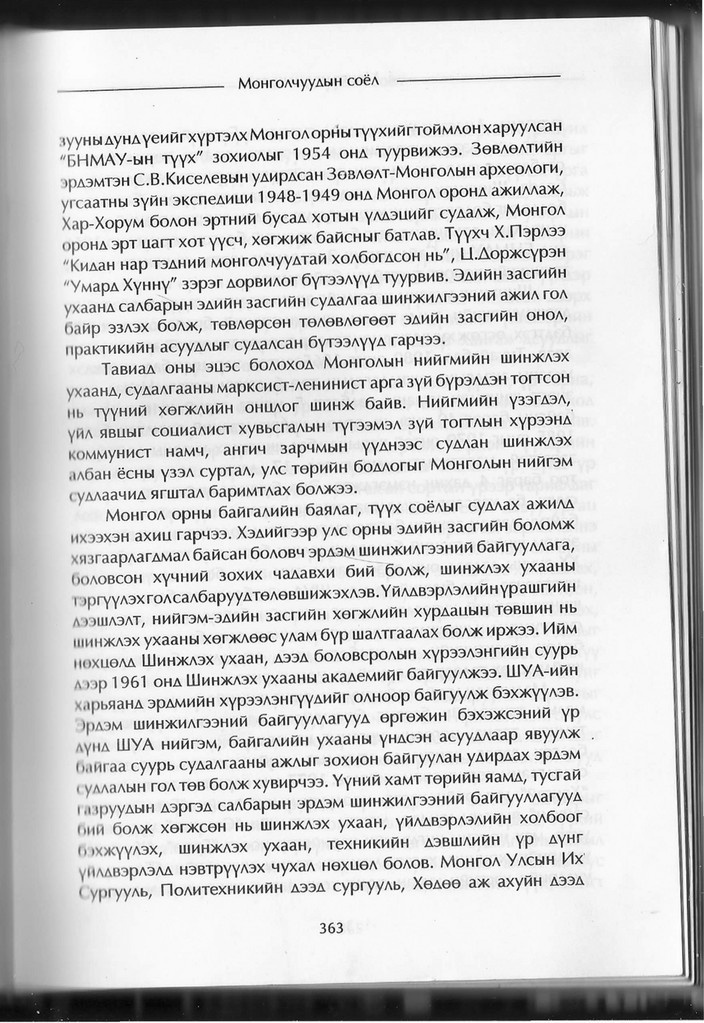 Монголчуудын соёл
зууны дунд үеийг хүртэлх Монгол орны түүхийг тоймлон харуулсан
"БНМАУ-ын түүх" зохиолыг 1954 онд туурвижээ. Зөвлөлтийн
эрдэмтэн С.В.Киселевын удирдсан Зөвлөлт-Монголын археологи,
угсаатны зүйн экспедици 1948-1949 онд Монгол оронд ажиллаж,
Хар-Хорум болон эртний бусад хотын үлдэцийг судалж, Монгол
оронд эрт цагт хот үүсч, хөгжиж байсныг батлав. Түүхч Х.Пэрлээ
"Кидан нар тэдний монголчуудтай холбогдсон нь", Ц.Доржсүрэн
"Умард Хүннү" зэрэг дорвилог бүтээлүүд туурвив. Эдийн засгийн
ухаанд салбарын эдийн засгийн судалгаа шинжилгээний ажил гол
байр эзлэх болж, төвлөрсөн төлөвлөгөөт эдийн засгийн онол,
практикийн асуудлыг судалсан бүтээлүүд гарчээ.
Тавиад оны эцэс болоход Монголын нийгмийн шинжлэх
ухаанд, судалгааны марксист-ленинист арга зүй бүрэлдэн тогтсон
нь түүний хөгжлийн онцлог шинж байв. Нийгмийн үзэгдэл,
үйл явцыг социалист хувьсгалын түгээмэл зүй тогтлын хүрээнд
коммунист намч, ангич зарчмын үүднээс судлан шинжлэх
албан ёсны үзэл суртал, улс төрийн бодлогыг Монголын нийгэм
судлаачид ягштал баримтлах болжээ.
Монгол орны байгалийн баялаг, түүх соёлыг судлах ажилд
ихээхэн ахиц гарчээ. Хэдийгээр улс орны эдийн засгийн боломж
хязгаарлагдмал байсан боловч эрдэм шинжилгээний байгууллага,
боловсон хүчний зохих чадавхи бий болж, шинжлэх ухааны
тэргүүлэх гол салбарууд төлөвшиж эхлэв. Үйлдвэрлэлийн үр ашгийн
дээшлэлт, нийгэм-эдийн засгийн хөгжлийн хурдацын төвшин нь
шинжлэх ухааны хөгжлөөс улам бүр шалтгаалах болж иржээ. Ийм
нөхцөлд Шинжлэх ухаан, дээд боловсролын хүрээлэнгийн суурь
дээр 1961 онд Шинжлэх ухааны академийг байгуулжээ. ШУА-ийн
харьяанд эрдмийн хүрээлэнгүүдийг олноор байгуулж бэхжүүлэв.
Эрдэм шинжилгээний байгууллагууд өргөжин бэхэжсэний үр
дүнд ШУА нийгэм, байгалийн ухааны үндсэн асуудлаар явуулж
байгаа суурь судалгааны ажлыг зохион байгуулан удирдах эрдэм
судлалын гол төв болж хувирчээ. Үүний хамт төрийн яамд, тусгай
газруудын дэргэд салбарын эрдэм шинжилгээний байгууллагууд
бий болж хөгжсөн нь шинжлэх ухаан, үйлдвэрлэлийн холбоог
бэхжүүлэх, шинжлэх ухаан, техникийн дэвшлийн үр дүнг
үйлдвэрлэлд нэвтрүүлэх чухал нөхцөл болов. Монгол Улсын Их
Сургууль, Политехникийн дээд сургууль, Хөдөө аж ахуйн дээд
363